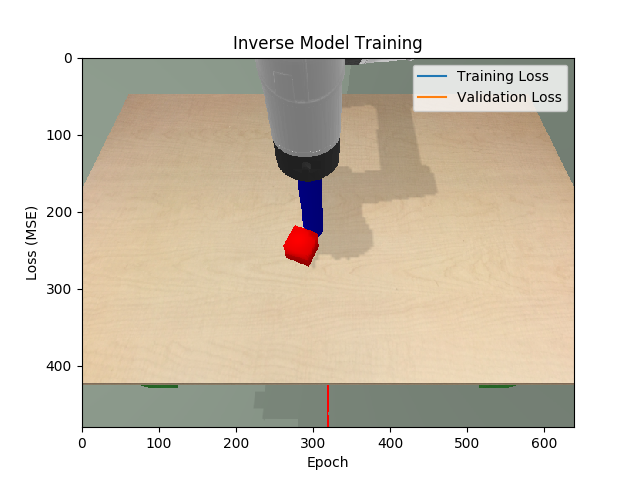 Inverse Model Training
Training Loss
Validation Loss
0
100
200
300
400
Loss (MSE)
0 100 200 300 400 500 600
Epoch